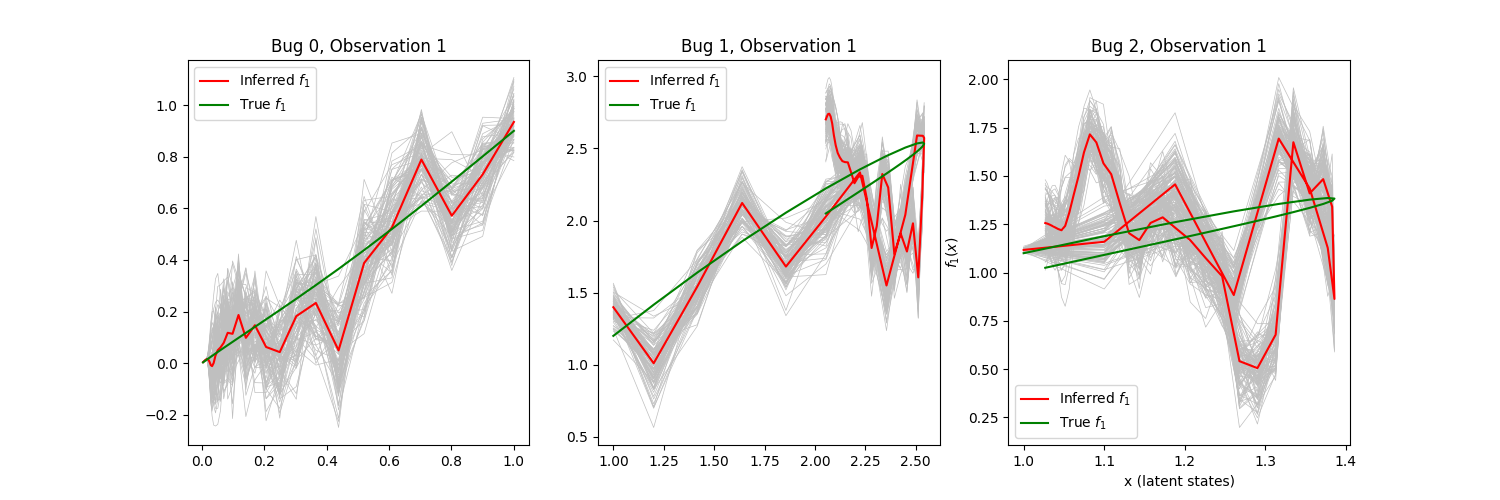 Bug 0, Observation 1
Inferred f₁
True f₁
1.0
0.8
0.6
0.4
0.2
0.0
−0.2
0.0 0.2 0.4 0.6 0.8 1.0
Bug 1, Observation 1
Inferred f₁
True f₁
3.0
2.5
2.0
1.5
1.0
0.5
1.00 1.25 1.50 1.75 2.00 2.25 2.50
Bug 2, Observation 1
f₁(x)
2.00
1.75
1.50
1.25
1.00
0.75
0.50
0.25
Inferred f₁
True f₁
1.0 1.1 1.2 1.3 1.4
x (latent states)